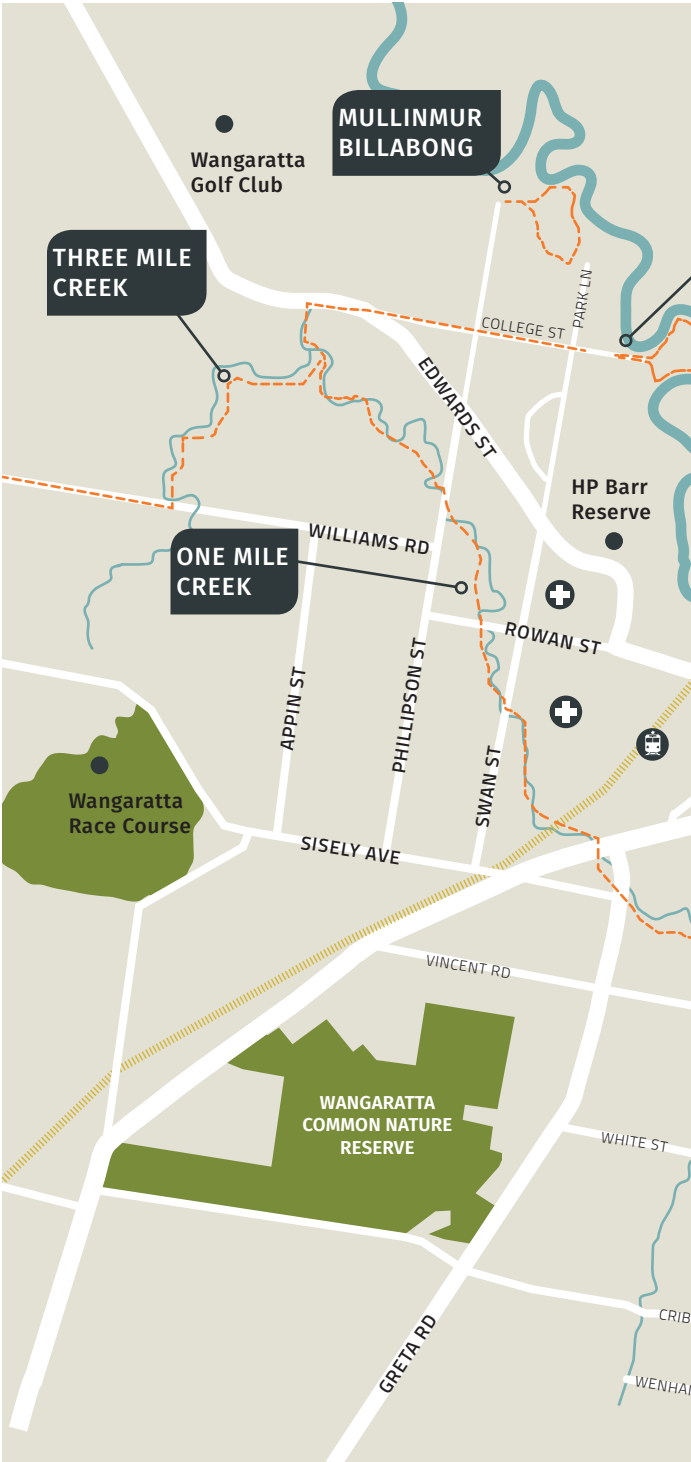 MULLINMUR
BILLABONG
Wangaratta
Golf Club
THREE MILE
CREEK
PARK LN
COLLEGE ST
EDWARDS ST
HP Barr
Reserve
WILLIAMS RD
ONE MILE
CREEK
ROWAN ST
APPIN ST
PHILLIPSON ST
SWAN ST
Wangaratta
Race Course
SISELY AVE
VINCENT RD
WANGARATTA
COMMON NATURE
RESERVE
WHITE ST
CRIB
GRETA RD
WENHA